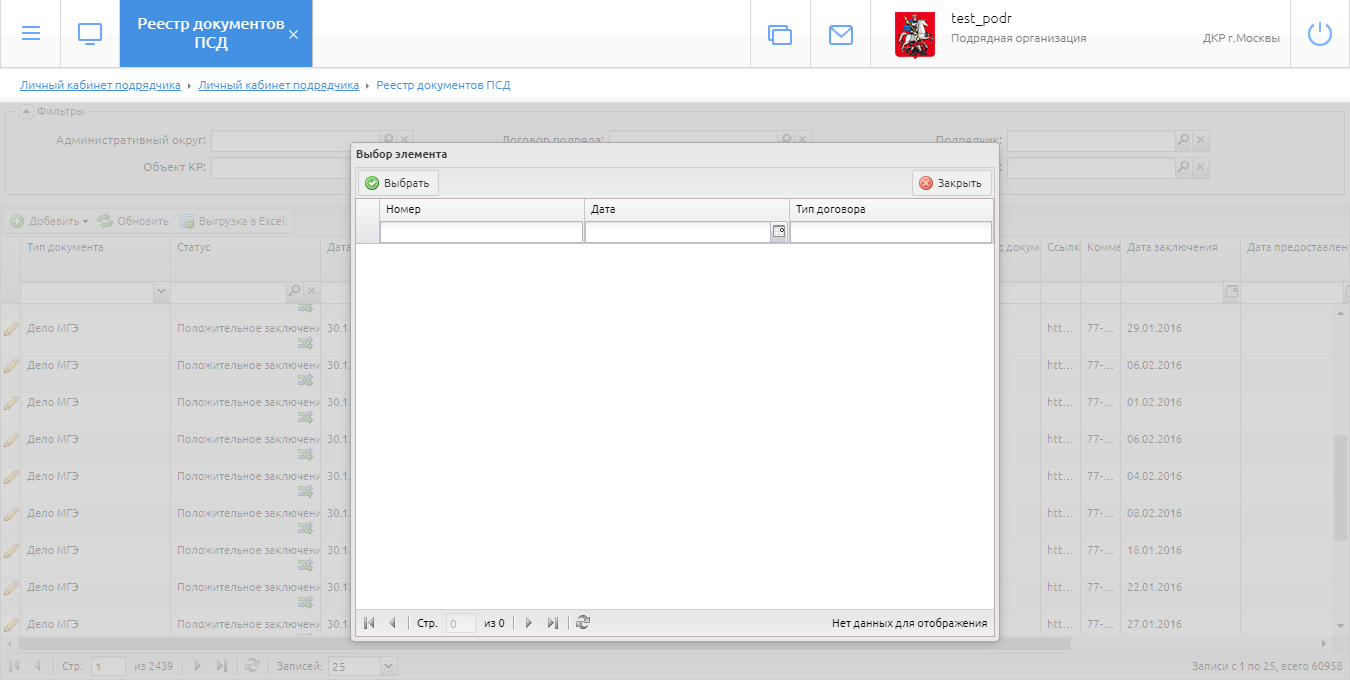 Реестр документов
ПСД
test_podr
Подрядная организация
ДКР г.Москвы
Личный кабинет подрядчика
Личный кабинет подрядчика
Реестр документов ПСД
Фильтры
Административный округ:
Договор подряда:
Подрядчик:
Объект КР:
Выбор элемента
Выбрать
Закрыть
Номер
Дата
Тип договора
Стр. 0 из 0
Нет данных для отображения
Добавить
Обновить
Выгрузка в Excel
Тип документа
Статус
Дата
Ссылк
Комме
Дата заключения
Дата предоставлен
Дело МГЭ Положительное заключени 30.1 htt... 77-... 29.01.2016
Дело МГЭ Положительное заключени 30.1 htt... 77-... 06.02.2016
Дело МГЭ Положительное заключени 30.1 htt... 77-... 01.02.2016
Дело МГЭ Положительное заключени 30.1 htt... 77-... 06.02.2016
Дело МГЭ Положительное заключени 30.1 htt... 77-... 04.02.2016
Дело МГЭ Положительное заключени 30.1 htt... 77-... 08.02.2016
Дело МГЭ Положительное заключени 30.1 htt... 77-... 18.01.2016
Дело МГЭ Положительное заключени 30.1 htt... 77-... 22.01.2016
Дело МГЭ Положительное заключени 30.1 htt... 77-... 27.01.2016
Стр. 1 из 2439
Записей: 25
Записи с 1 по 25, всего 60958